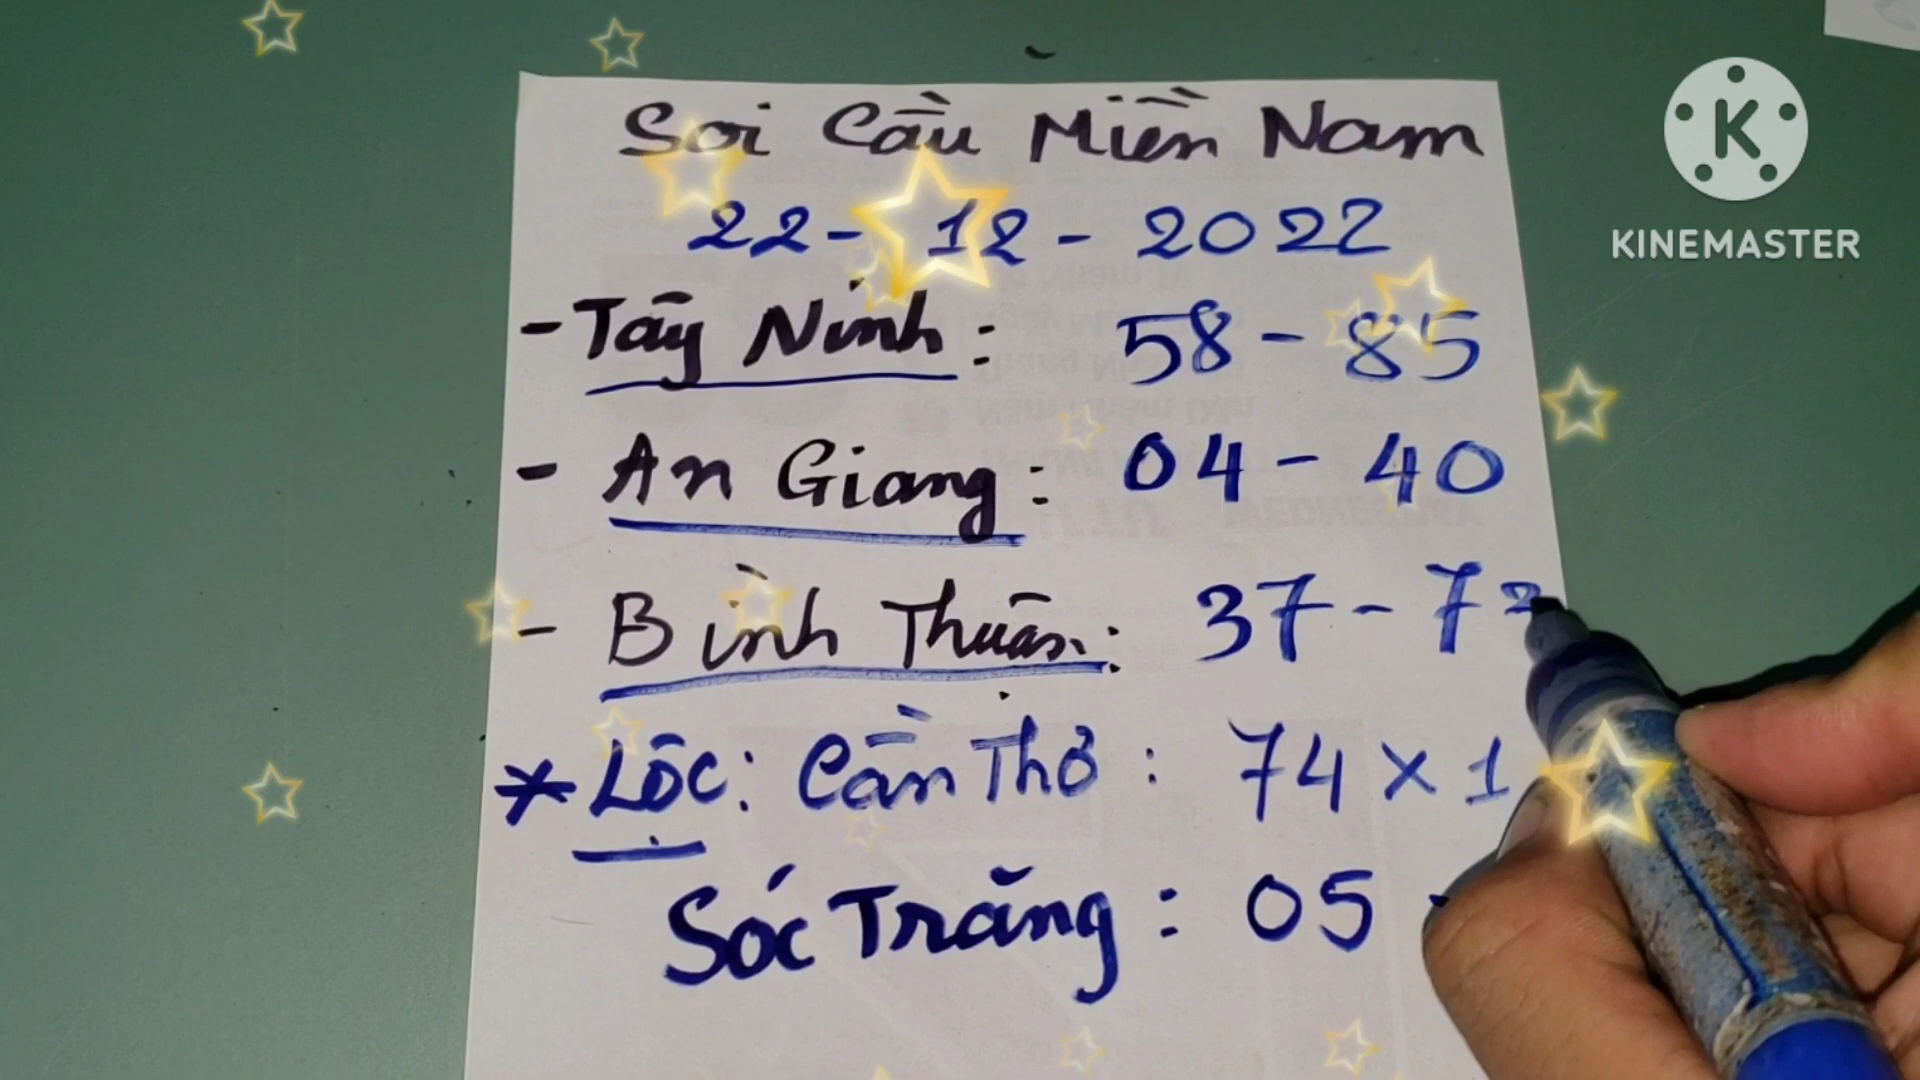 Soi Cầu Miền Nam
22 - 12 - 2022
- Tây Ninh : 58 - 85
- An Giang : 04 - 40
- Bình Thuận : 37 - 73
* Lộc : Cần Thơ : 74 x 1
Sóc Trăng : 05
K
KINEMASTER